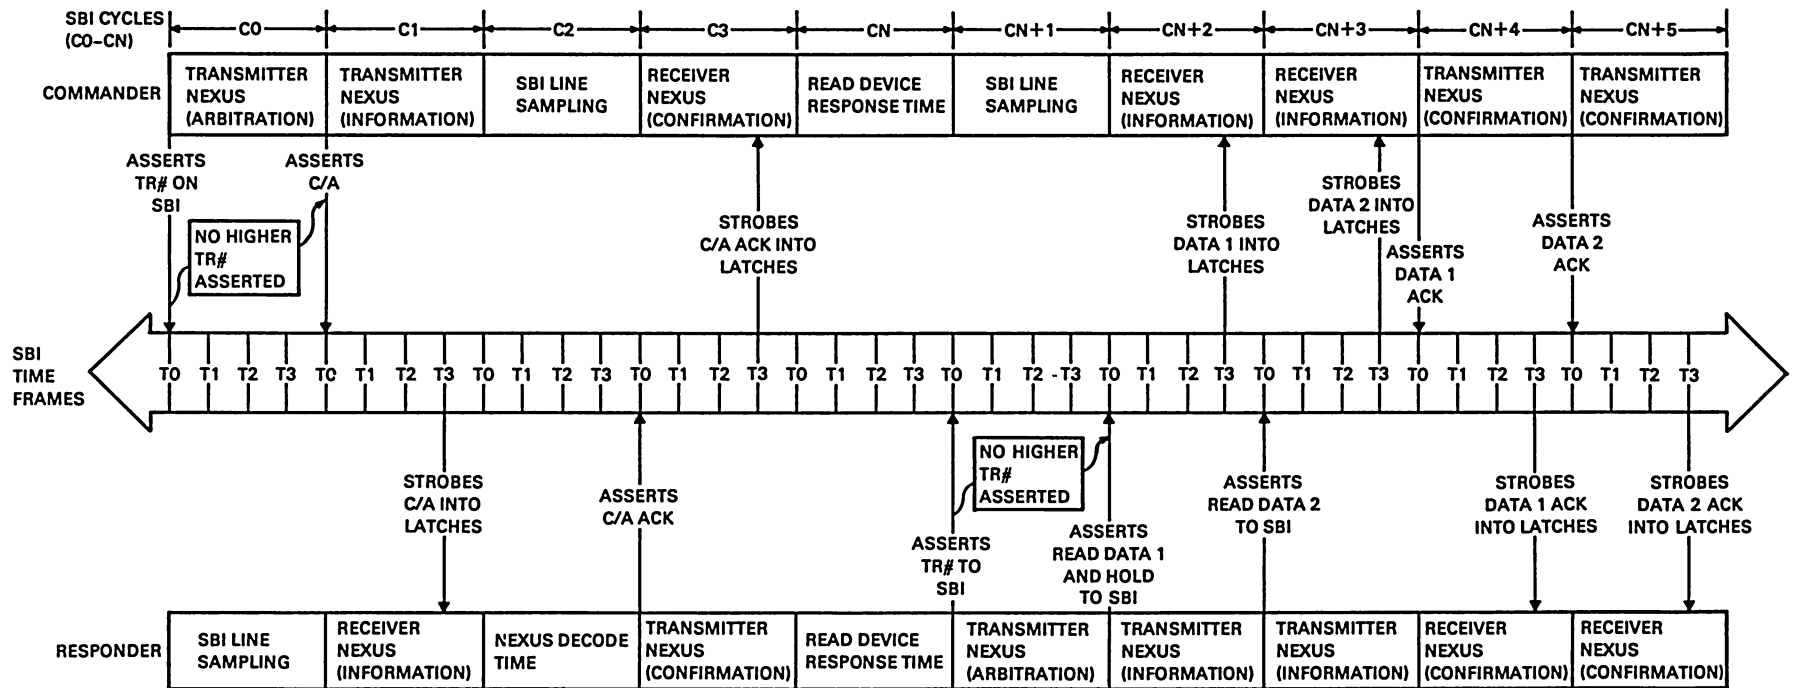 SBI CYCLES
(C0-CN)
C0 C1 C2 C3 CN CN+1 CN+2 CN+3 CN+4 CN+5
COMMANDER
TRANSMITTER
NEXUS
(ARBITRATION)
TRANSMITTER
NEXUS
(INFORMATION)
SBI LINE
SAMPLING
RECEIVER
NEXUS
(CONFIRMATION)
READ DEVICE
RESPONSE TIME
SBI LINE
SAMPLING
RECEIVER
NEXUS
(INFORMATION)
RECEIVER
NEXUS
(INFORMATION)
TRANSMITTER
NEXUS
(CONFIRMATION)
TRANSMITTER
NEXUS
(CONFIRMATION)
ASSERTS
TR# ON
SBI
NO HIGHER
TR#
ASSERTED
ASSERTS
C/A
STROBES
C/A ACK INTO
LATCHES
STROBES
DATA 1 INTO
LATCHES
STROBES
DATA 2 INTO
LATCHES
ASSERTS
DATA 1
ACK
ASSERTS
DATA 2
ACK
SBI
TIME
FRAMES
T0 T1 T2 T3 TC T1 T2 T3 T0 T1 T2 T3 T0 T1 T2 T3 T0 T1 T2 T3 T0 T1 T2 - T3 T0 T1 T2 T3 T0 T1 T2 T3 T0 T1 T2 T3 T0 T1 T2 T3
STROBES
C/A INTO
LATCHES
ASSERTS
C/A ACK
ASSERTS
TR# TO
SBI
NO HIGHER
TR#
ASSERTED
ASSERTS
READ DATA 1
AND HOLD
TO SBI
ASSERTS
READ DATA 2
TO SBI
STROBES
DATA 1 ACK
INTO LATCHES
STROBES
DATA 2 ACK
INTO LATCHES
RESPONDER
SBI LINE
SAMPLING
RECEIVER
NEXUS
(INFORMATION)
NEXUS DECODE
TIME
TRANSMITTER
NEXUS
(CONFIRMATION)
READ DEVICE
RESPONSE TIME
TRANSMITTER
NEXUS
(ARBITRATION)
TRANSMITTER
NEXUS
(INFORMATION)
TRANSMITTER
NEXUS
(INFORMATION)
RECEIVER
NEXUS
(CONFIRMATION)
RECEIVER
NEXUS
(CONFIRMATION)